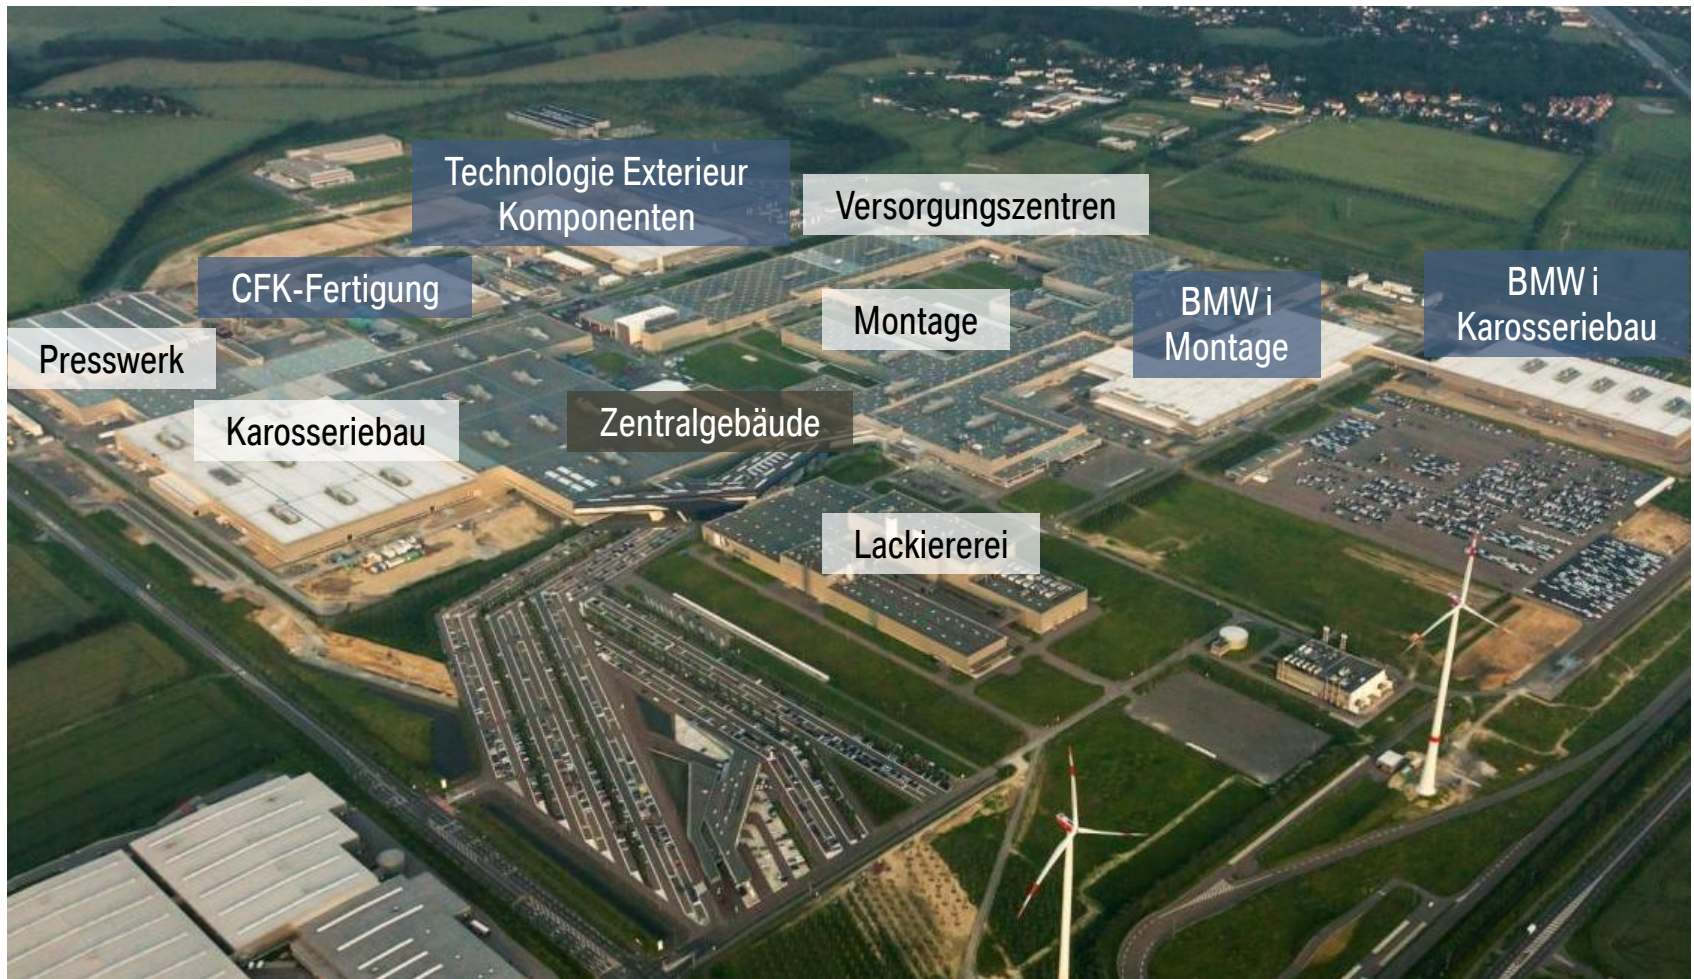 Technologie Exterieur
Komponenten
Versorgungszentren
CFK-Fertigung
BMW i
Montage
BMW i
Karosseriebau
Montage
Presswerk
Karosseriebau
Zentralgebäude
Lackiererei